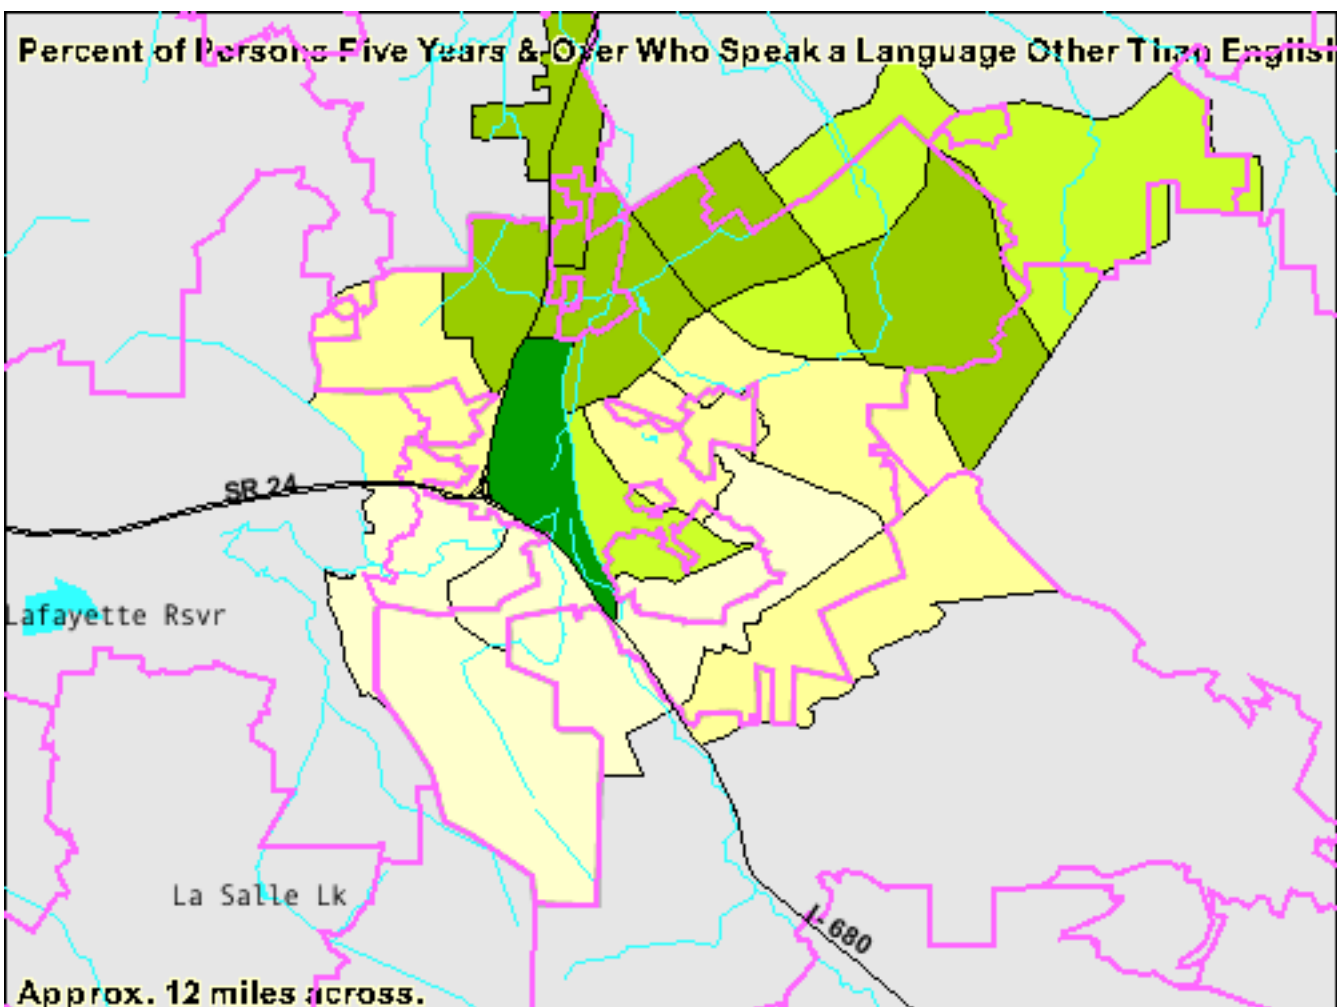 Percent of Persons Five Years & Over Who Speak a Language Other Than Englis
SR 24
Lafayette Rsvr
La Salle Lk
I- 680
Approx. 12 miles across.